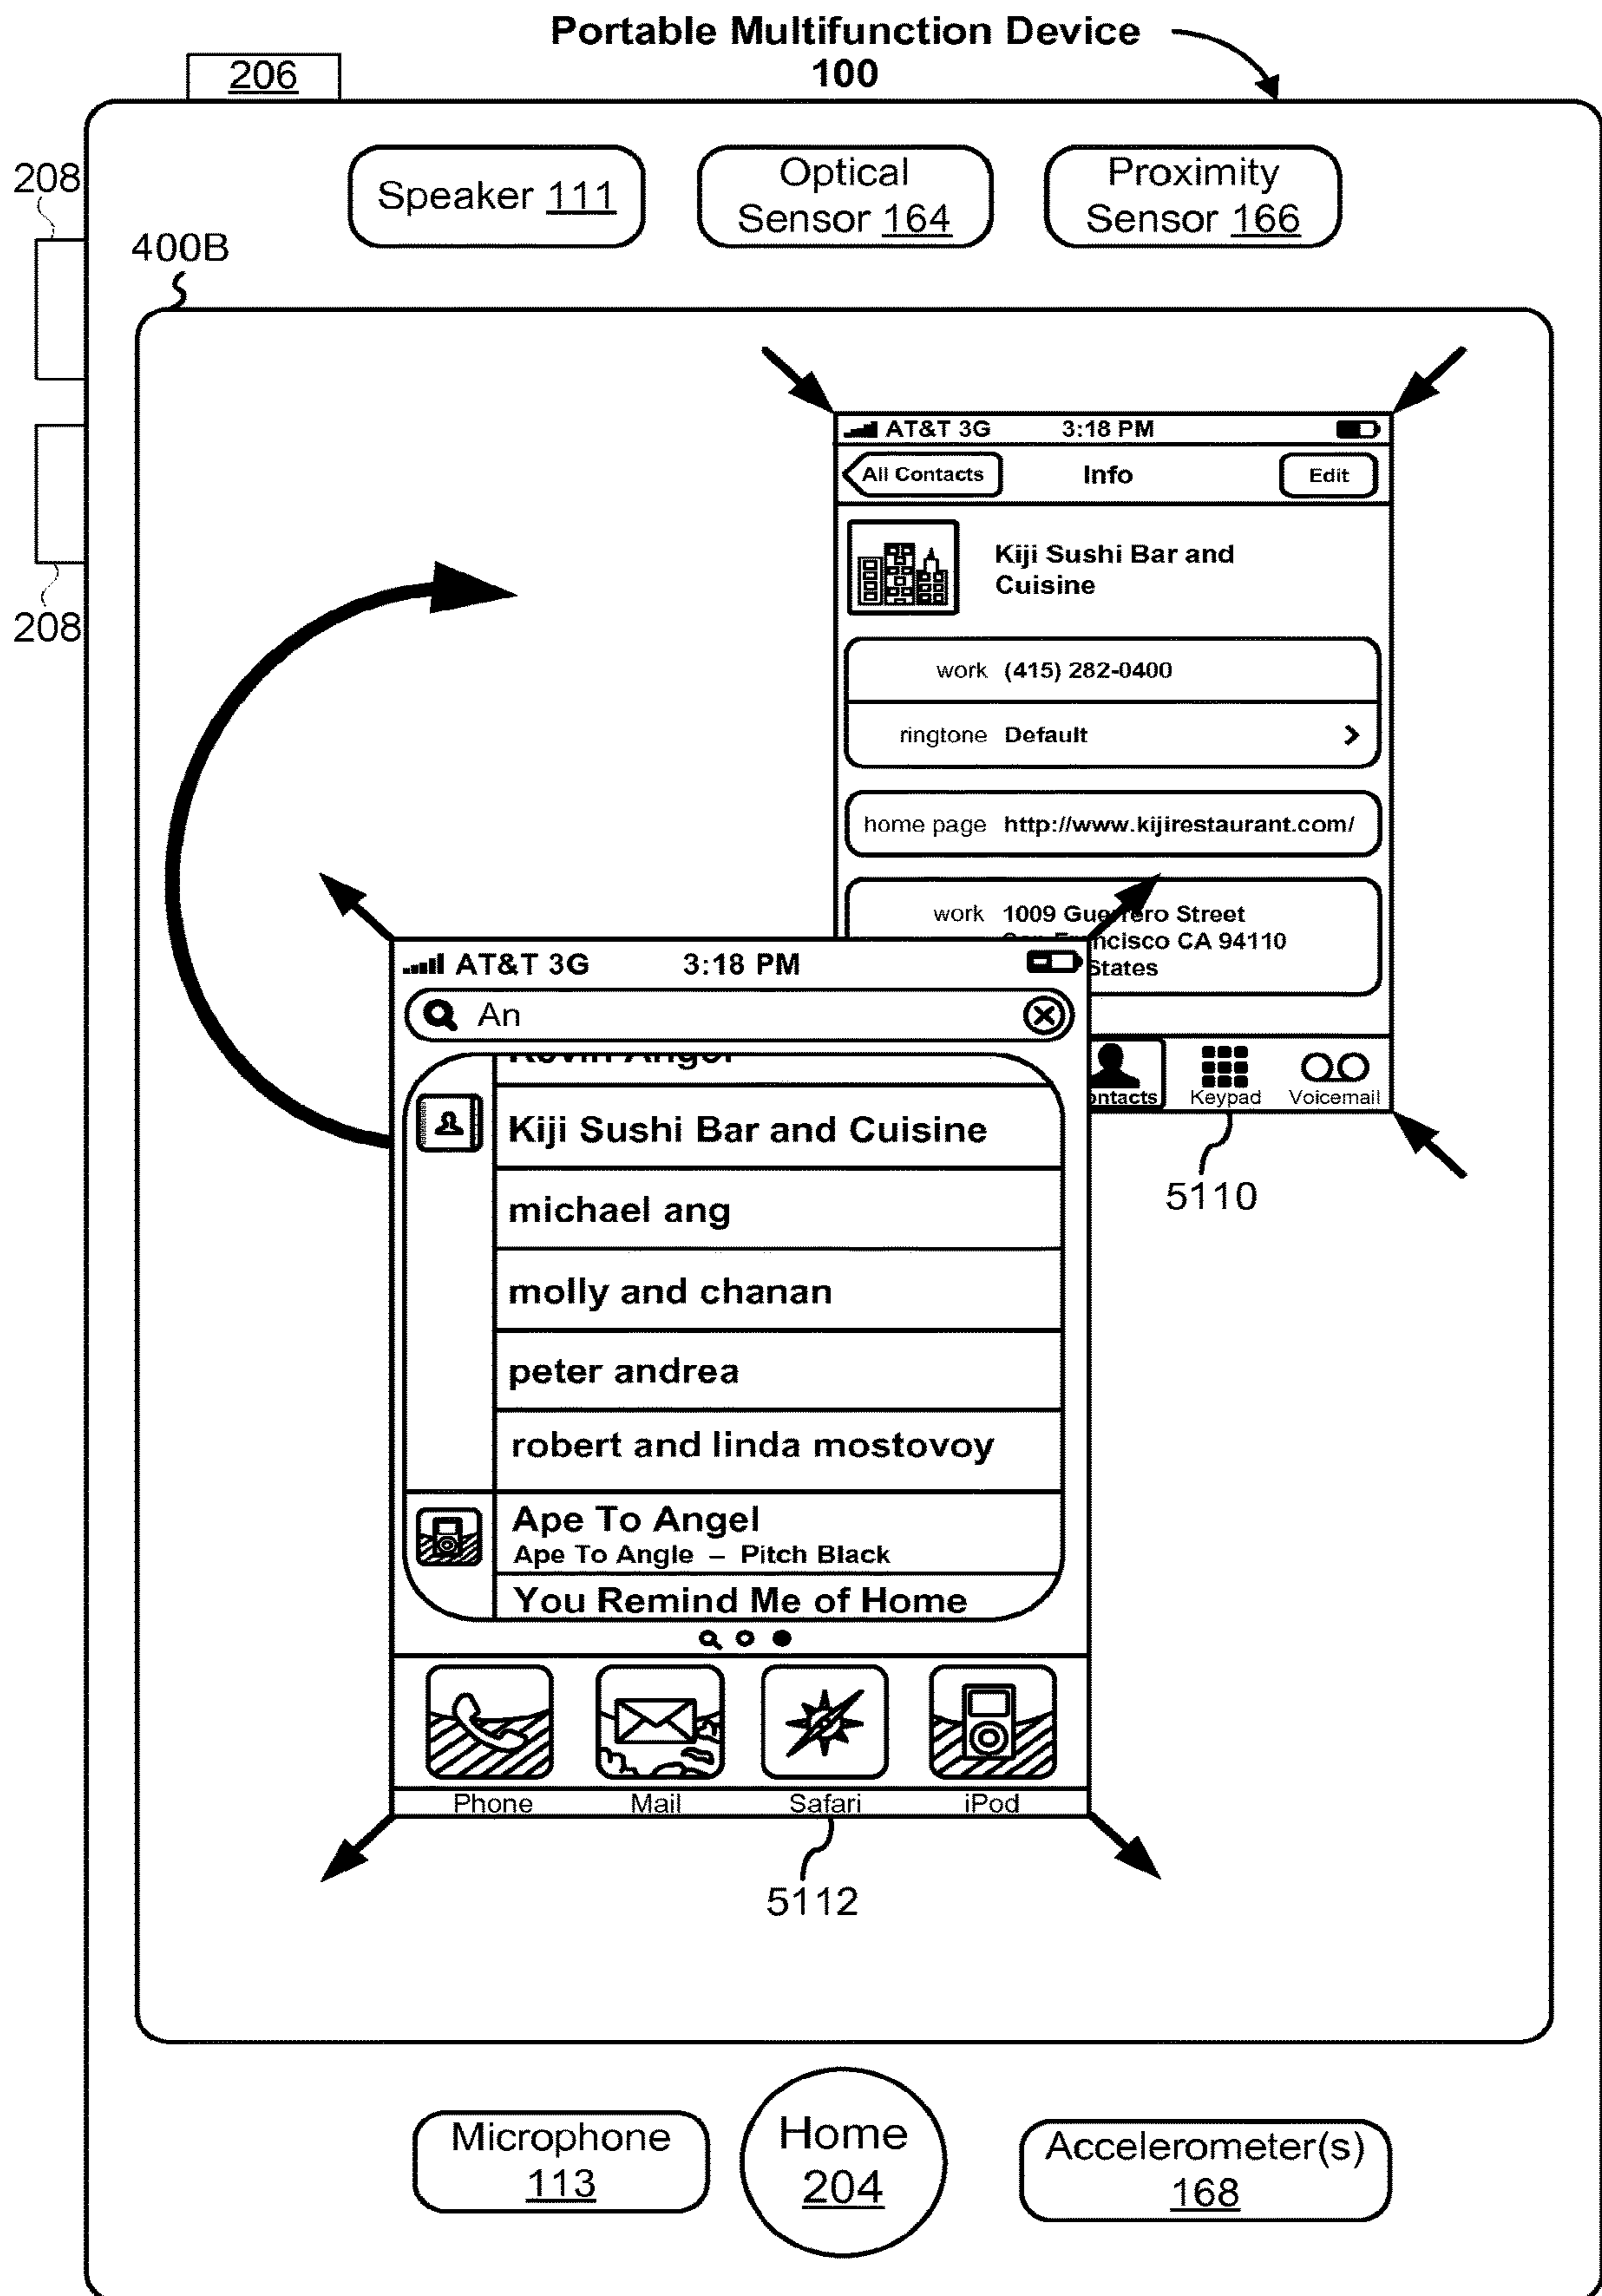 Portable Multifunction Device
100
206
208
208
400B
Speaker 111
Optical
Sensor 164
Proximity
Sensor 166
AT&T 3G 3:18 PM
All Contacts Info Edit
Kiji Sushi Bar and
Cuisine
work (415) 282-0400
ringtone Default
home page http://www.kijirestaurant.com/
work 1009 Guerrero Street
CA 94110
States
Keypad Voicemail
5110
AT&T 3G 3:18 PM
An
Kevin Angol
Kiji Sushi Bar and Cuisine
michael ang
molly and chanan
peter andrea
robert and linda mostovoy
Ape To Angel
Ape To Angle – Pitch Black
You Remind Me of Home
Phone Mail Safari iPod
5112
Microphone
113
Home
204
Accelerometer(s)
168